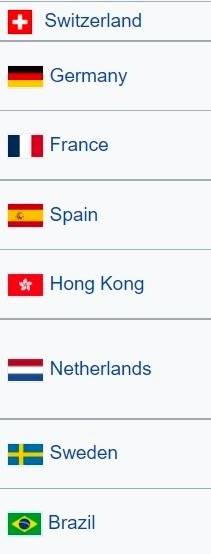 Switzerland
Germany
France
Spain
Hong Kong
Netherlands
Sweden
Brazil